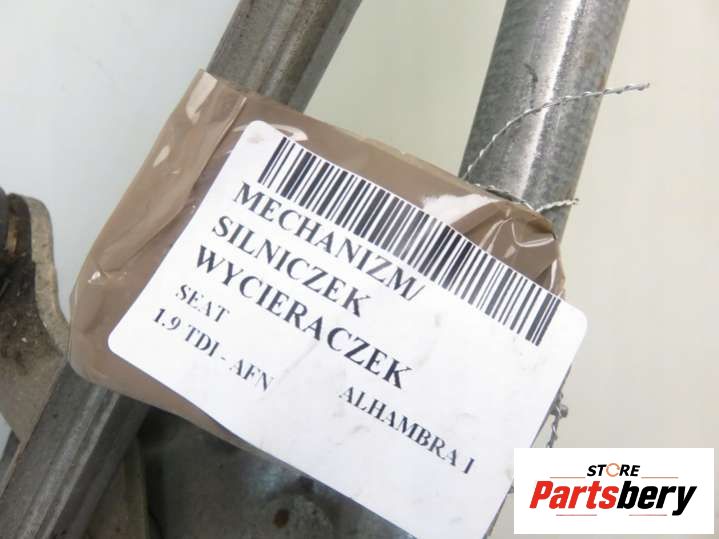 MECHANIZM/
SILNICZEK
WYCIERACZEK
SEAT ALHAMBRA I
1.9 TDI - AFN
STORE
Partsbery